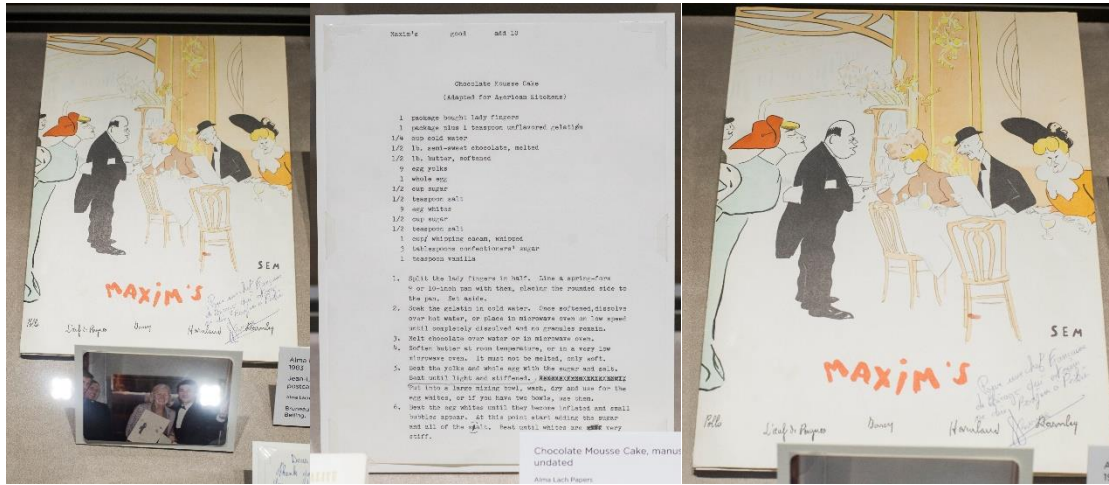 SEM
MAXIM'S
Alma
1963
Jean-L
postca
Maxim's good add 10
Chocolate Mousse Cake
(Adapted for American Kitchens)
1 package bought lady fingers
1 package plus 1 teaspoon unflavored gelatin
1/4 cup cold water
1/2 lb. semi-sweet chocolate, melted
1/2 lb. butter, softened
9 egg yolks
1 whole egg
1/2 cup sugar
1/2 teaspoon salt
9 egg whites
1/2 cup sugar
1/2 teaspoon salt
1 cup whipping cream, whipped
3 tablespoons confectioners' sugar
1 teaspoon vanilla
1. Split the lady fingers in half. Line a spring-form
9 or 10-inch pan with them, placing the rounded side to
the pan. Set aside.
2. Soak the gelatin in cold water. Once softened, dissolve
over hot water, or place in microwave oven on low speed
until completely dissolved and no granules remain.
3. Melt chocolate over water or in microwave oven.
4. Soften butter at room temperature, or in a very low
microwave oven. It must not be melted, only soft.
5. Beat the yolks and whole egg with the sugar and salt.
Beat until light and stiffened.
Put into a large mixing bowl, wash, dry and use for the
egg whites, or if you have two bowls, use them.
6. Beat the egg whites until they become inflated and small
bubbles appear. At this point start adding the sugar
and all of the salt. Beat until whites are very
stiff.
Chocolate Mousse Cake, manus
undated
Alma Lach Papers
SEM
MAXIM'S